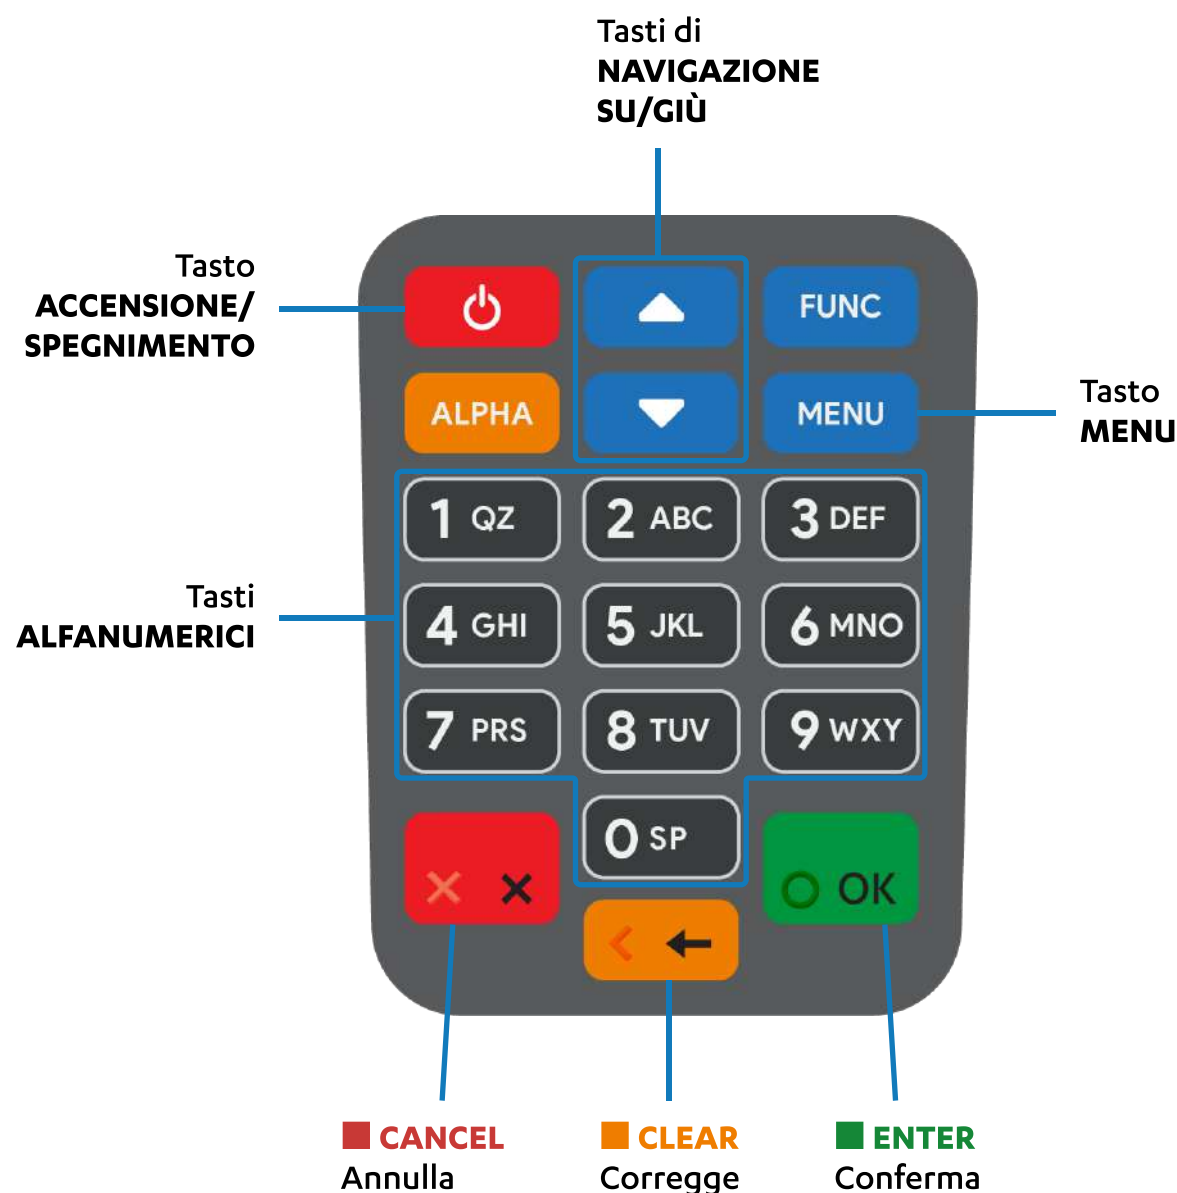 Tasti di
NAVIGAZIONE
SU/GIÙ
Tasto
ACCENSIONE/
SPEGNIMENTO
FUNC
ALPHA
MENU
Tasto
MENU
1 QZ
2 ABC
3 DEF
Tasti
ALFANUMERICI
4 GHI
5 JKL
6 MNO
7 PRS
8 TUV
9 WXY
0 SP
OK
CANCEL
Annulla
CLEAR
Corregge
ENTER
Conferma